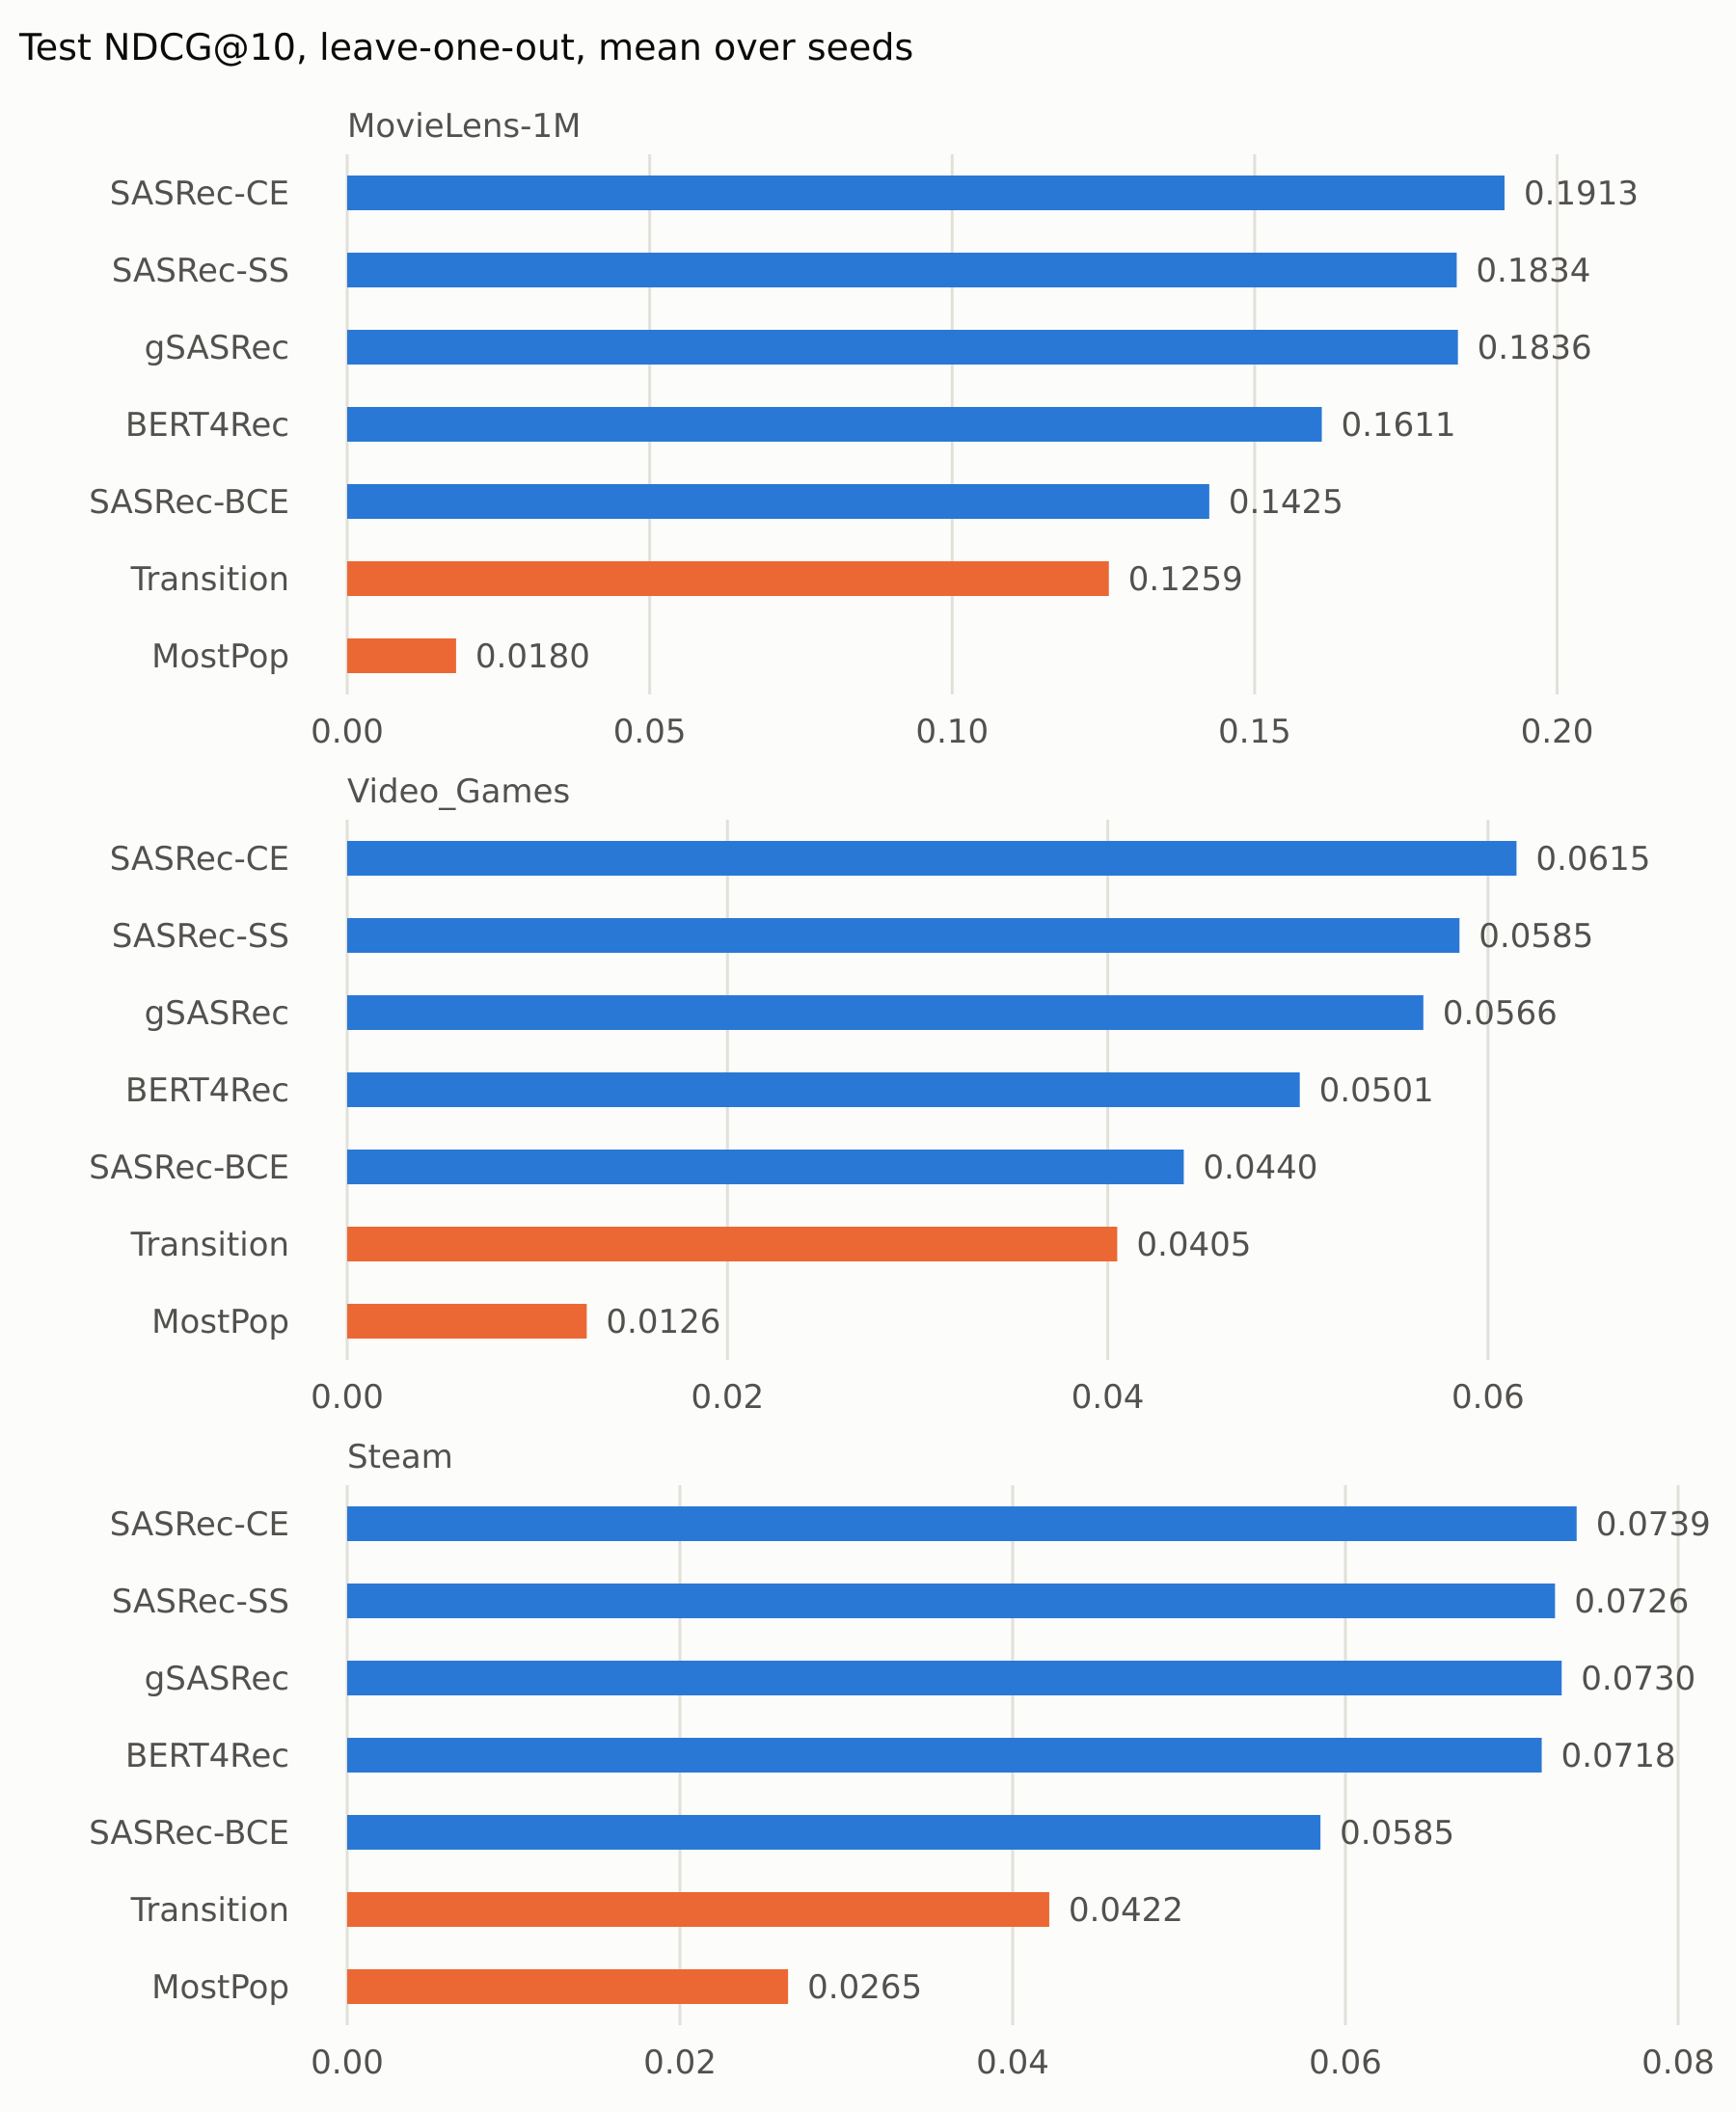 Test NDCG@10, leave-one-out, mean over seeds
MovieLens-1M
SASRec-CE 0.1913
SASRec-SS 0.1834
gSASRec 0.1836
BERT4Rec 0.1611
SASRec-BCE 0.1425
Transition 0.1259
MostPop 0.0180
0.00 0.05 0.10 0.15 0.20
Video_Games
SASRec-CE 0.0615
SASRec-SS 0.0585
gSASRec 0.0566
BERT4Rec 0.0501
SASRec-BCE 0.0440
Transition 0.0405
MostPop 0.0126
0.00 0.02 0.04 0.06
Steam
SASRec-CE 0.0739
SASRec-SS 0.0726
gSASRec 0.0730
BERT4Rec 0.0718
SASRec-BCE 0.0585
Transition 0.0422
MostPop 0.0265
0.00 0.02 0.04 0.06 0.08